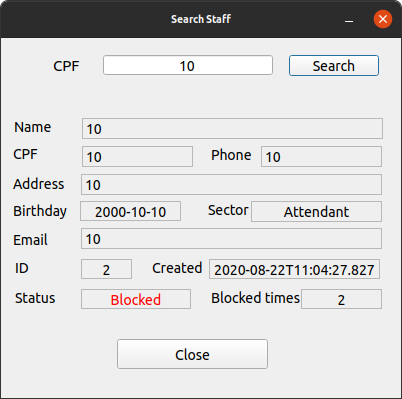 Search Staff
CPF 10 Search
Name 10
CPF 10 Phone 10
Address 10
Birthday 2000-10-10 Sector Attendant
Email 10
ID 2 Created 2020-08-22T11:04:27.827
Status Blocked Blocked times 2
Close